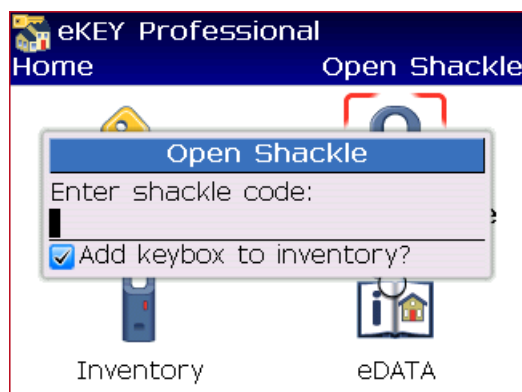 eKEY Professional
Home Open Shackle
Open Shackle
Enter shackle code:
Add keybox to inventory?
Inventory eDATA